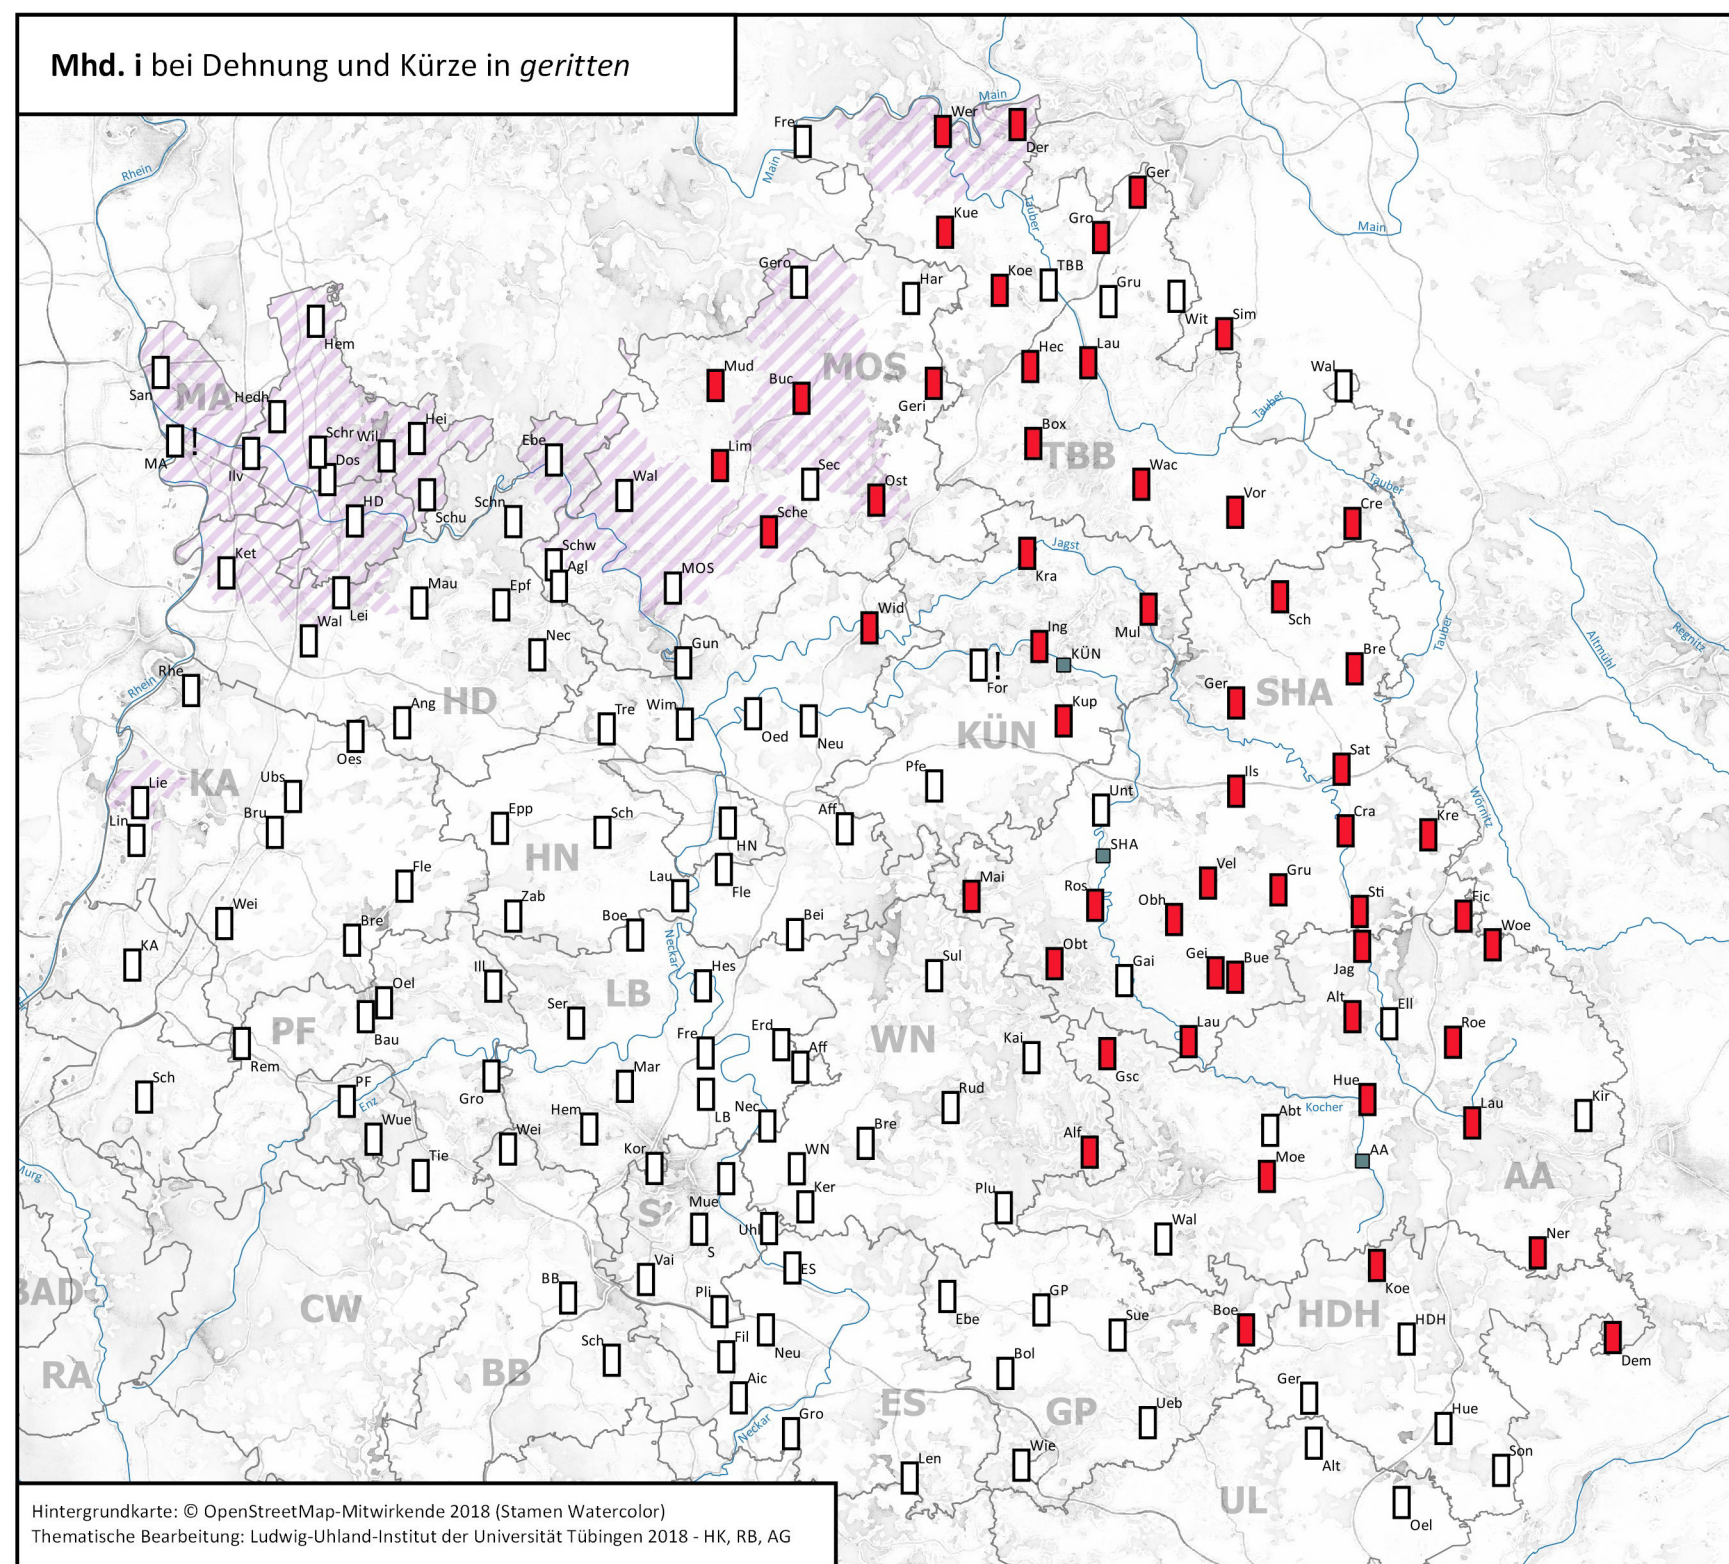 Mhd. i bei Dehnung und Kürze in geritten
Main
Fre
Wer
Der
Main
Rhein
Ger
Kue
Tauber
Gro
Main
Gero
Har
Koe
TBB
Gru
Wit
Sim
Hem
Hec
Lau
Wal
San
MA
Hedh
Mud
Buc
MOS
Geri
Tauber
Hei
Schr
Wil
Ebe
Box
MA
!
Ilv
Dos
Lim
TBB
Wal
Sec
Ost
Wac
Tauber
HD
Schu
Schn
Sche
Vor
Cre
Ket
Schw
Agl
Jagst
Kra
MOS
Mau
Epf
Lei
Wal
Wid
Sch
Altmühl
Regnitz
Nec
Gun
Ing
Mul
Tauber
KÜN
Rhe
Rhein
!
For
Bre
Ger
SHA
HD
Ang
Tre
Wim
Oed
Neu
Kup
KÜN
Oes
Sat
Lie
KA
Ubs
Pfe
Ils
Unt
Lin
Bru
Epp
Sch
HN
Aff
Cra
Kre
Wörnitz
HN
SHA
Fle
Lau
Fle
Mai
Ros
Vel
Gru
Obh
Sti
Fic
Wei
Zab
Boe
Bei
Bre
Woe
KA
Neckar
Sul
Obt
Gai
Gei
Bue
Jag
Ill
Hes
Oel
LB
Ser
Alt
Ell
PF
Bau
Fre
Erd
WN
Lau
Roe
Rem
Aff
Kai
Gsc
Sch
PF
Enz
Gro
Mar
LB
Rud
Hue
Kocher
Lau
Kir
Wue
Hem
Nec
Bre
Abt
Wei
Alf
Tie
Kor
WN
Moe
AA
AA
Murg
Plu
Mue
Ker
S
S
Uhl
Wal
Ner
BAD
CW
BB
Vai
ES
Koe
Pli
Ebe
GP
Sue
Boe
HDH
HDH
RA
BB
Sch
Fil
Neu
Bol
Dem
Aic
Ger
ES
GP
Ueb
Hue
Neckar
Gro
Len
Wie
Alt
Son
UL
Oel
Hintergrundkarte: © OpenStreetMap-Mitwirkende 2018 (Stamen Watercolor)
Thematische Bearbeitung: Ludwig-Uhland-Institut der Universität Tübingen 2018 - HK, RB, AG